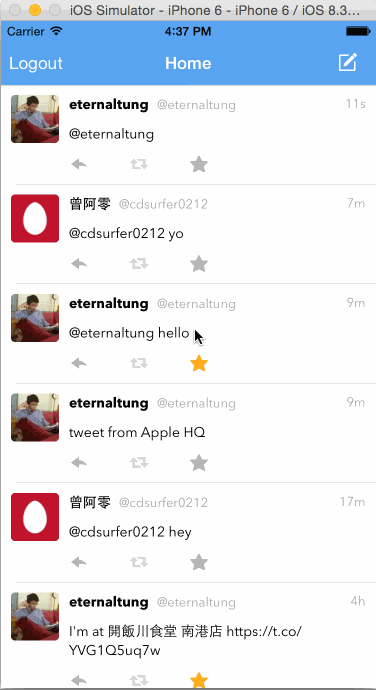 iOS Simulator - iPhone 6 - iPhone 6 / iOS 8.3...
Carrier 4:37 PM
Logout Home
eternaltung @eternaltung 11s
@eternaltung
曾阿零 @cdsurfer0212 7m
@cdsurfer0212 yo
eternaltung @eternaltung 9m
@eternaltung hello
eternaltung @eternaltung 9m
tweet from Apple HQ
曾阿零 @cdsurfer0212 17m
@cdsurfer0212 hey
eternaltung @eternaltung 4h
I'm at 開飯川食堂 南港店 https://t.co/
YVG1Q5uq7w